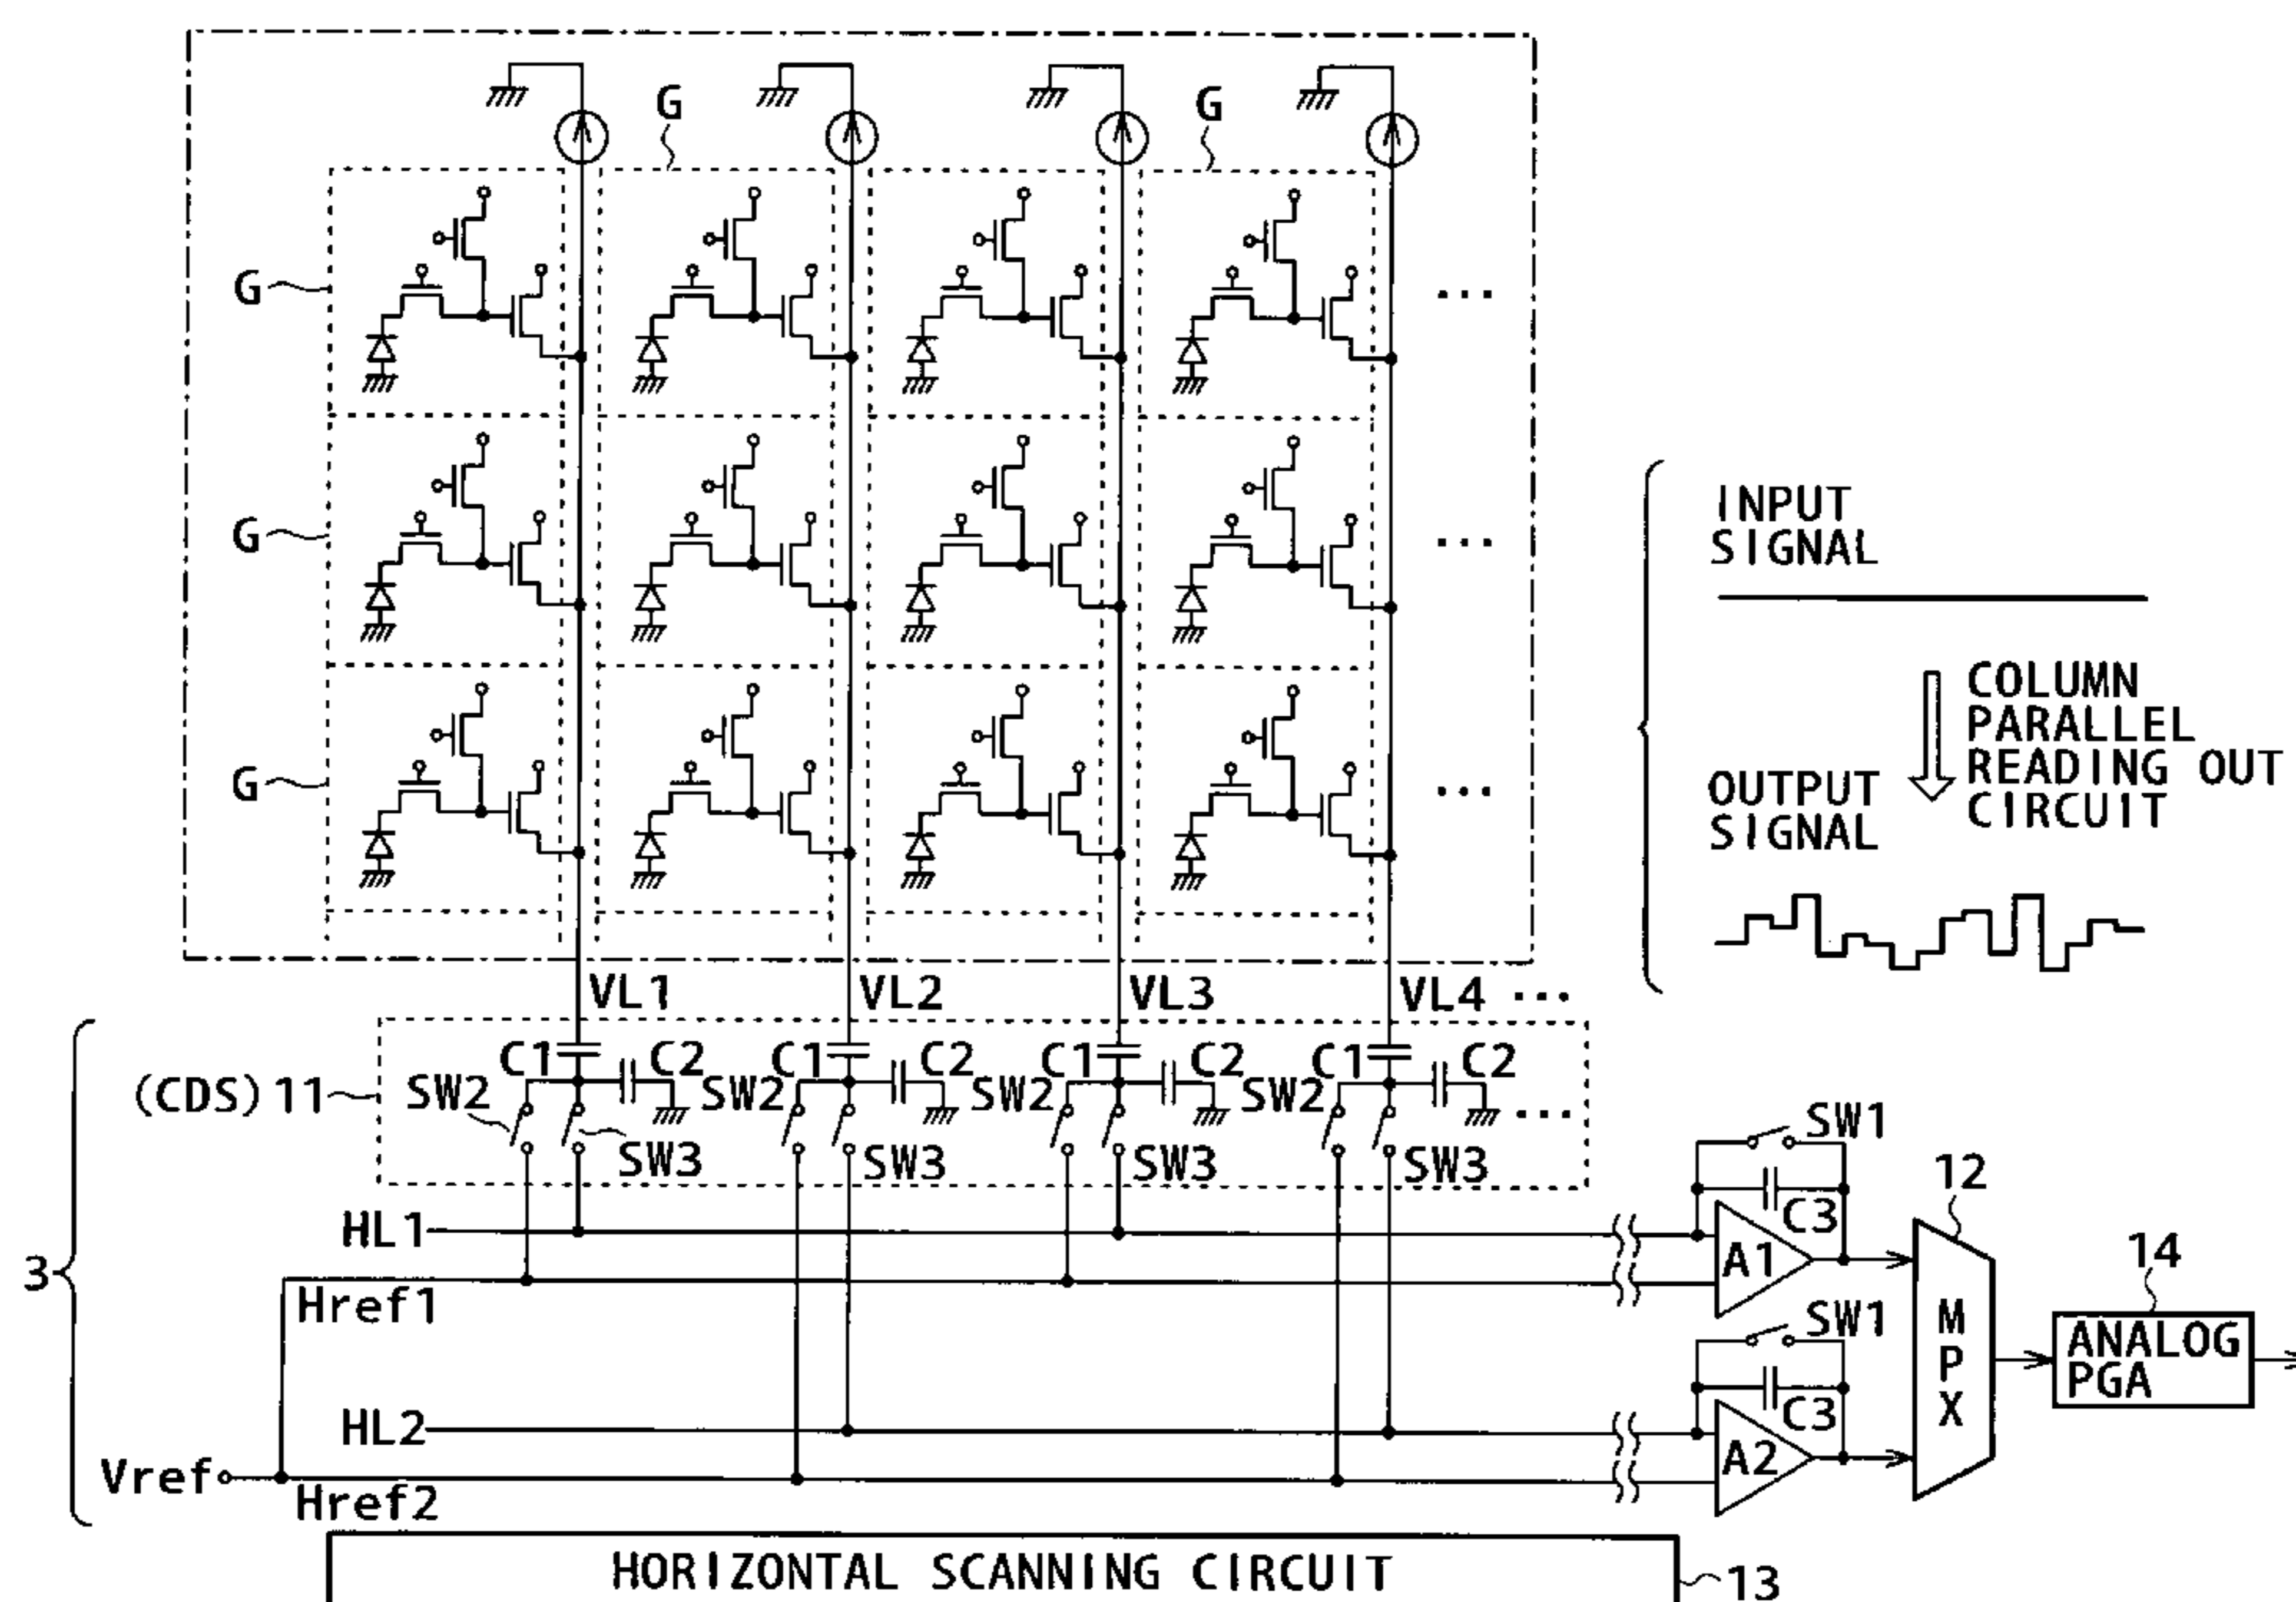 G
G
G
G
G
...
...
...
INPUT
SIGNAL
COLUMN
PARALLEL
READING OUT
CIRCUIT
OUTPUT
SIGNAL
VL1
VL2
VL3
VL4 ...
(CDS) 11
C1
C2
C1
C2
C1
C2
C1
C2
SW2
SW2
SW2
SW2
...
SW3
SW3
SW3
SW3
3
HL1
Href1
HL2
Vref
Href2
SW1
C3
A1
SW1
C3
A2
12
MPX
14
ANALOG
PGA
HORIZONTAL SCANNING CIRCUIT
13